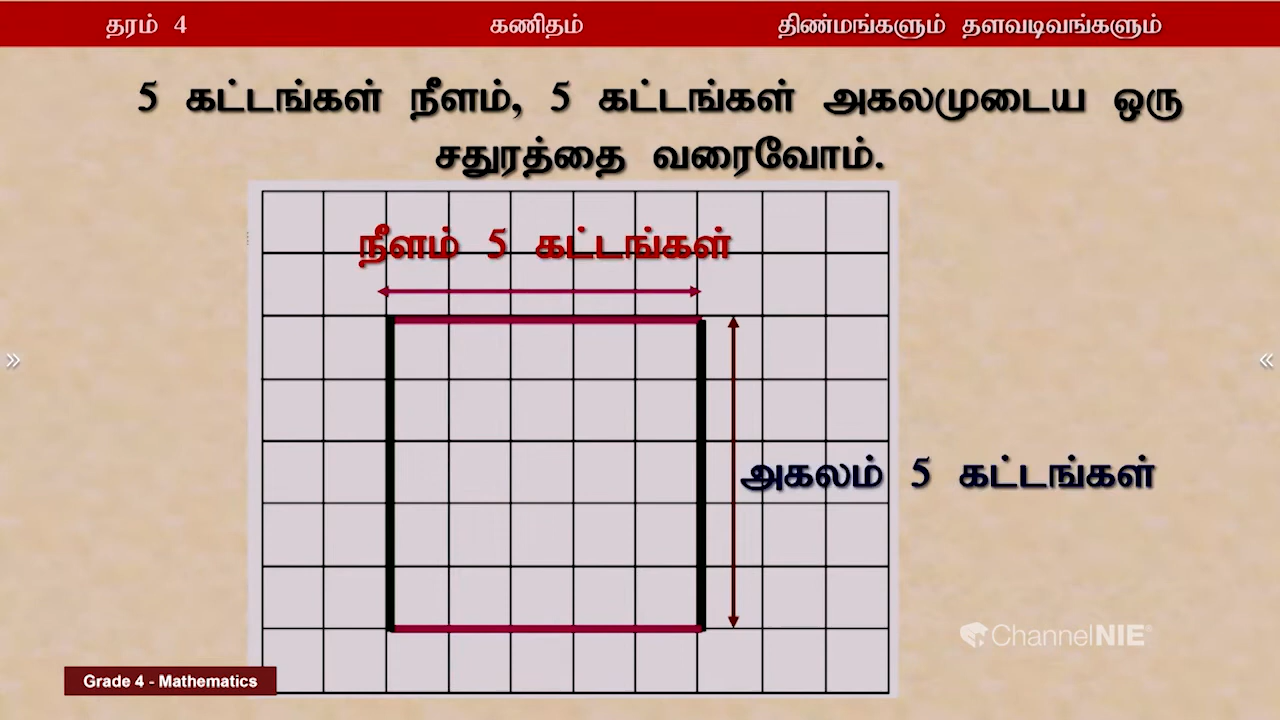 தரம் 4 கணிதம் திண்மங்களும் தளவடிவங்களும்
5 கட்டங்கள் நீளம், 5 கட்டங்கள் அகலமுடைய ஒரு
சதுரத்தை வரைவோம்.
நீளம் 5 கட்டங்கள்
அகலம் 5 கட்டங்கள்
ChannelNIE
Grade 4 - Mathematics